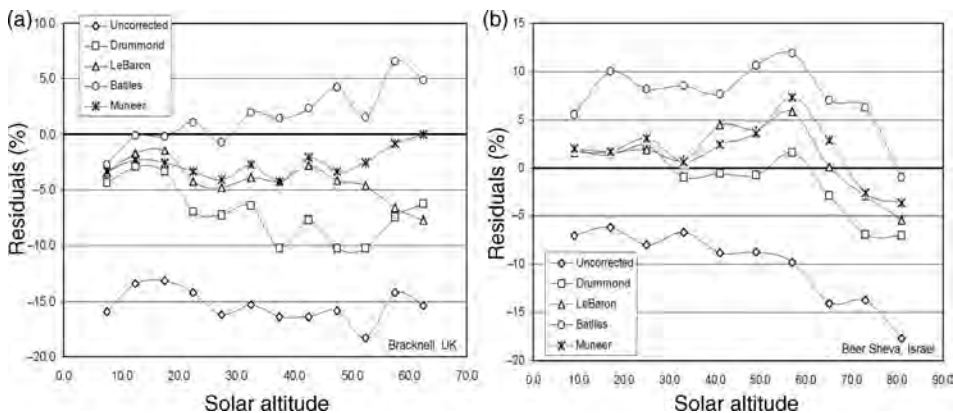 (a)
10.0
5.0
0.0
–5.0
–10.0
–15.0
–20.0
Residuals (%)
Uncorrected
Drummond
LeBaron
Batlles
Muneer
Bracknell, UK
0.0 10.0 20.0 30.0 40.0 50.0 60.0 70.0
Solar altitude
(b)
15
10
5
0
–5
–10
–15
–20
Residuals (%)
Uncorrected
Drummond
LeBaron
Batlles
Muneer
Beer Sheva, Israel
0.0 10.0 20.0 30.0 40.0 50.0 60.0 70.0 80.0 90.0
Solar altitude